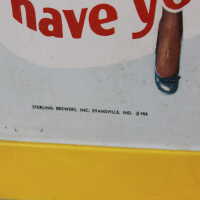 have yo
STERLING BREWERS, INC. EVANSVILLE, IND.